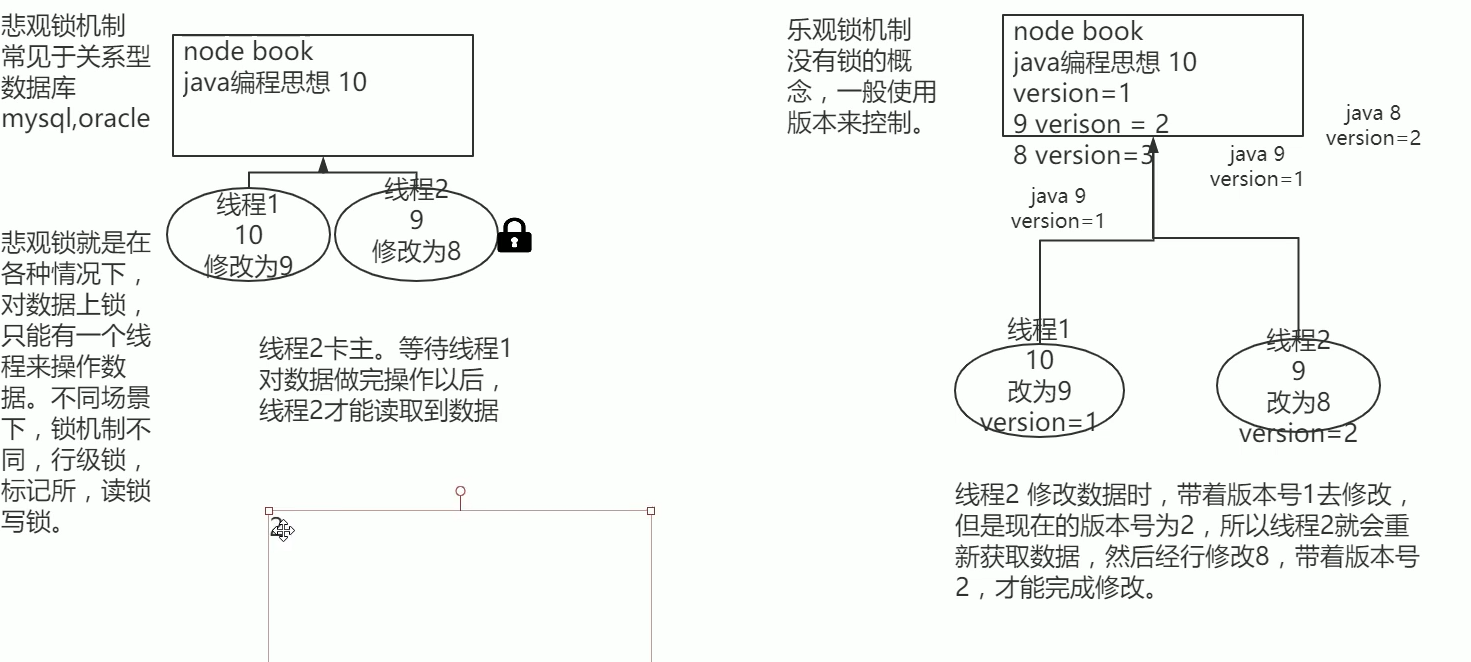 悲观锁机制
常见于关系型
数据库
mysql,oracle
node book
java编程思想 10
线程1
10
修改为9
线程2
9
修改为8
悲观锁就是在
各种情况下，
对数据上锁，
只能有一个线
程来操作数
据。不同场景
下，锁机制不
同，行级锁，
标记所，读锁
写锁。
线程2卡主。等待线程1
对数据做完操作以后，
线程2才能读取到数据
2
乐观锁机制
没有锁的概
念，一般使用
版本来控制。
node book
java编程思想 10
version=1
9 verison = 2
8 version=3
java 8
version=2
java 9
version=1
java 9
version=1
线程1
10
改为9
version=1
线程2
9
改为8
version=2
线程2 修改数据时，带着版本号1去修改，
但是现在的版本号为2，所以线程2就会重
新获取数据，然后经行修改8，带着版本号
2，才能完成修改。